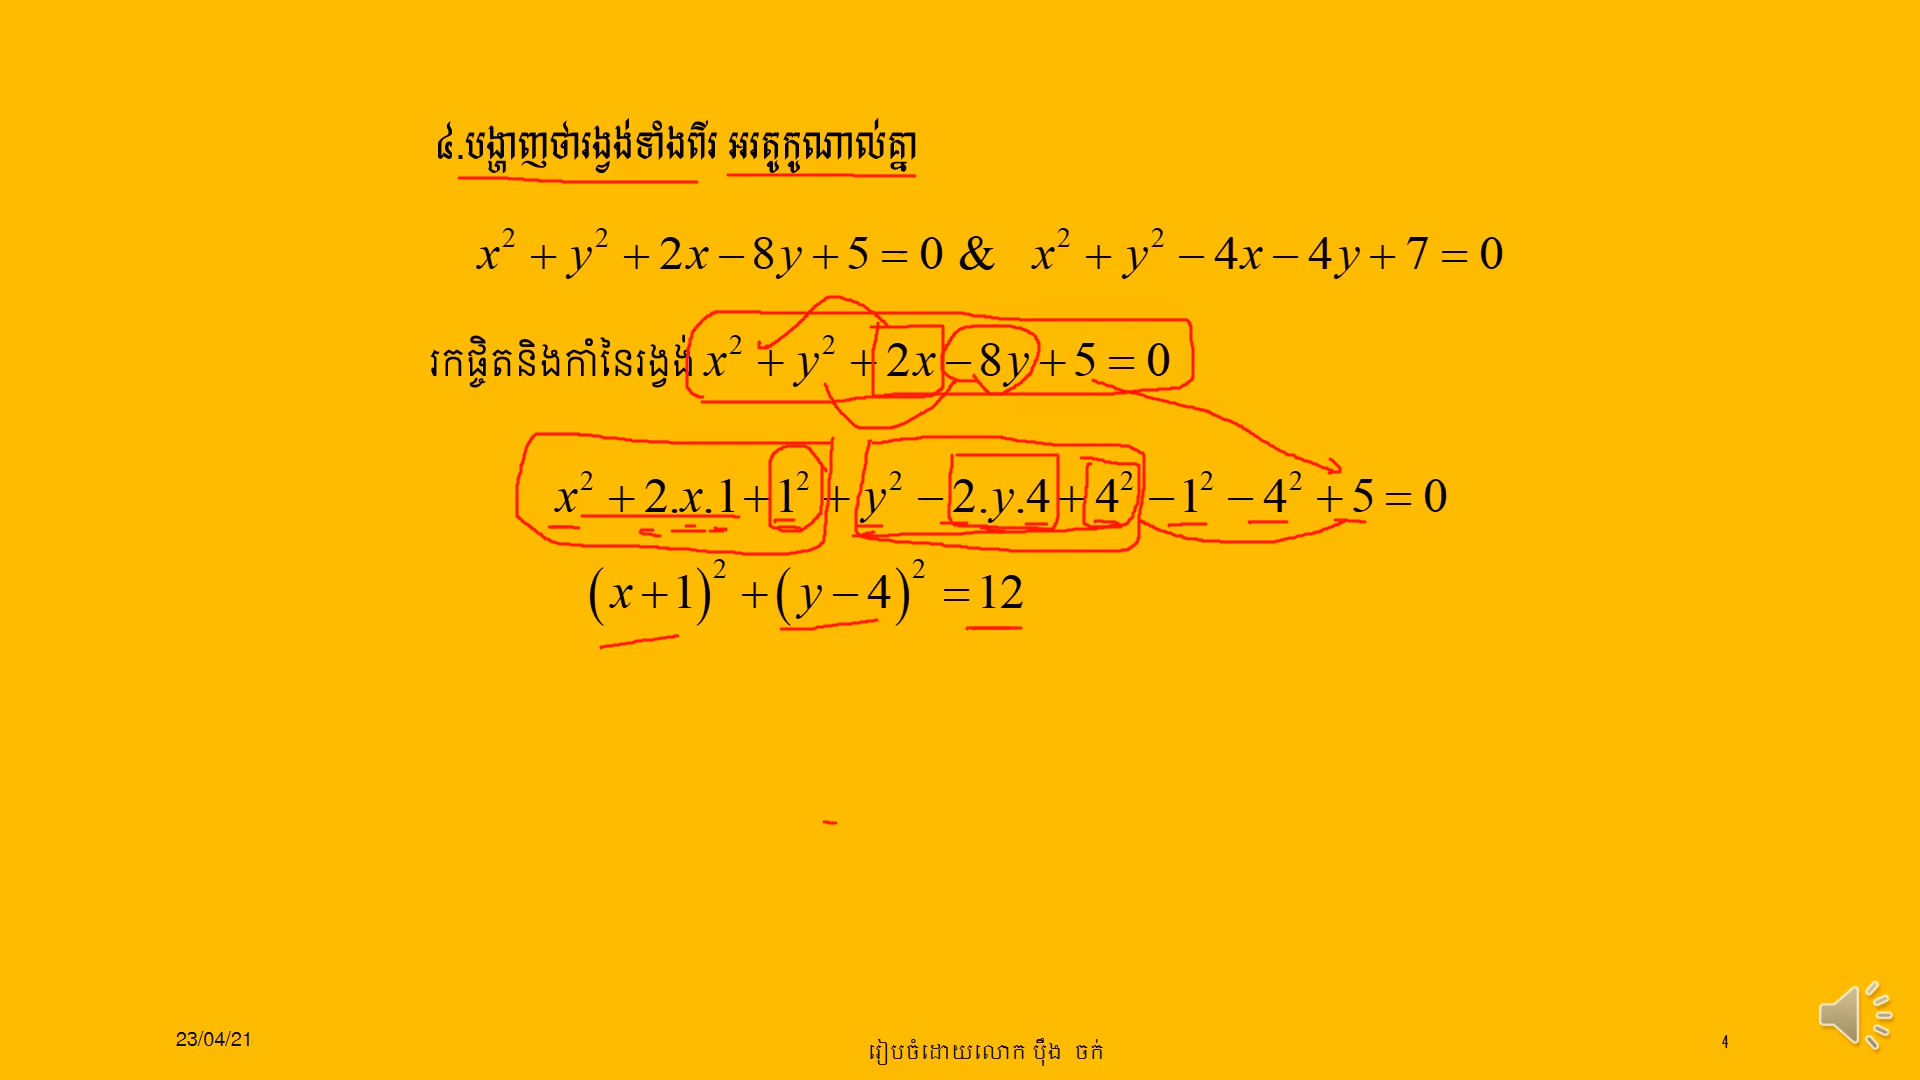 ៤.បង្ហាញថារង្វង់ទាំងពីរ អរតូកូណាល់គ្នា
x² + y² + 2x − 8y + 5 = 0 & x² + y² − 4x − 4y + 7 = 0
រកផ្ចិតនិងកាំនៃរង្វង់ x² + y² + 2x − 8y + 5 = 0
x² + 2.x.1 + 1² + y² − 2.y.4 + 4² − 1² − 4² + 5 = 0
(x + 1)² + (y − 4)² = 12
23/04/21
រៀបចំដោយលោក ប៉ឹង ចក់
4